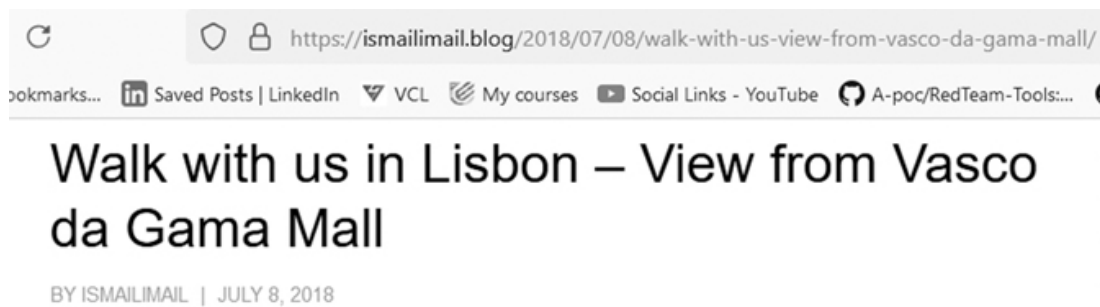 https://ismailimail.blog/2018/07/08/walk-with-us-view-from-vasco-da-gama-mall/
ookmarks... in Saved Posts | LinkedIn VCL My courses Social Links - YouTube A-poc/RedTeam-Tools:...
Walk with us in Lisbon – View from Vasco
da Gama Mall
BY ISMAILIMAIL | JULY 8, 2018